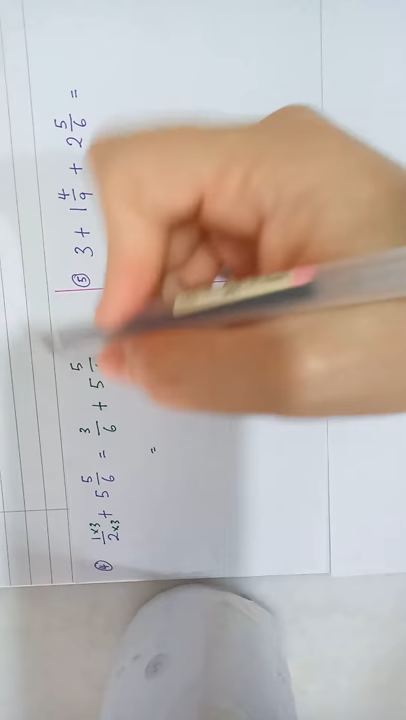 ④ 1×3/2×3 + 5 5/6 = 3/6 + 5 5/
=
⑤ 3 + 1 4/9 + 2 5/6 =